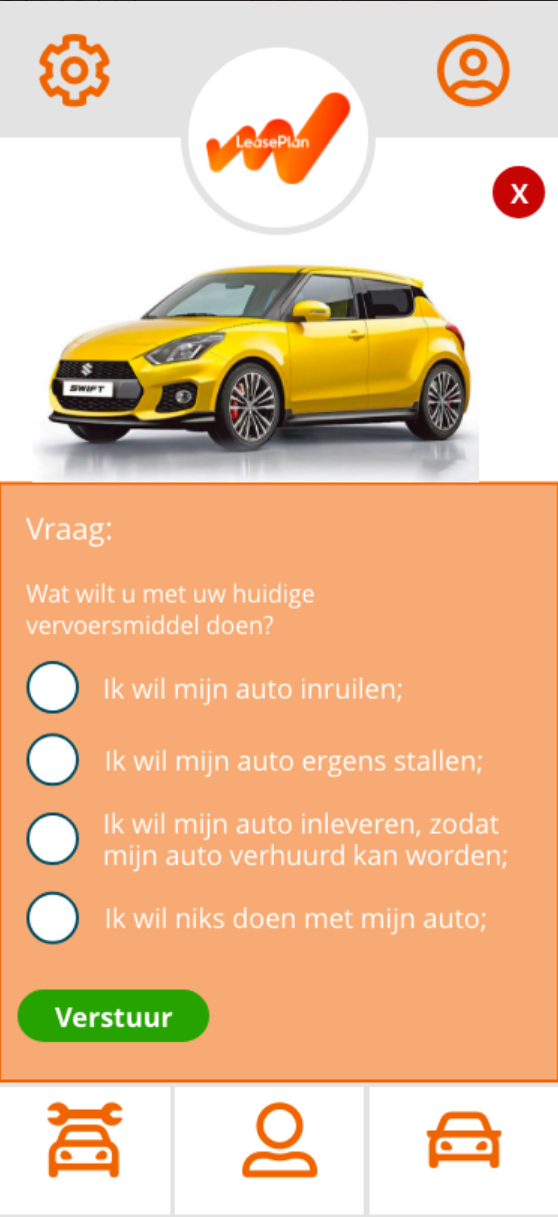 LeasePlan
X
SWIFT
Vraag:
Wat wilt u met uw huidige
vervoersmiddel doen?
Ik wil mijn auto inruilen;
Ik wil mijn auto ergens stallen;
Ik wil mijn auto inleveren, zodat
mijn auto verhuurd kan worden;
Ik wil niks doen met mijn auto;
Verstuur